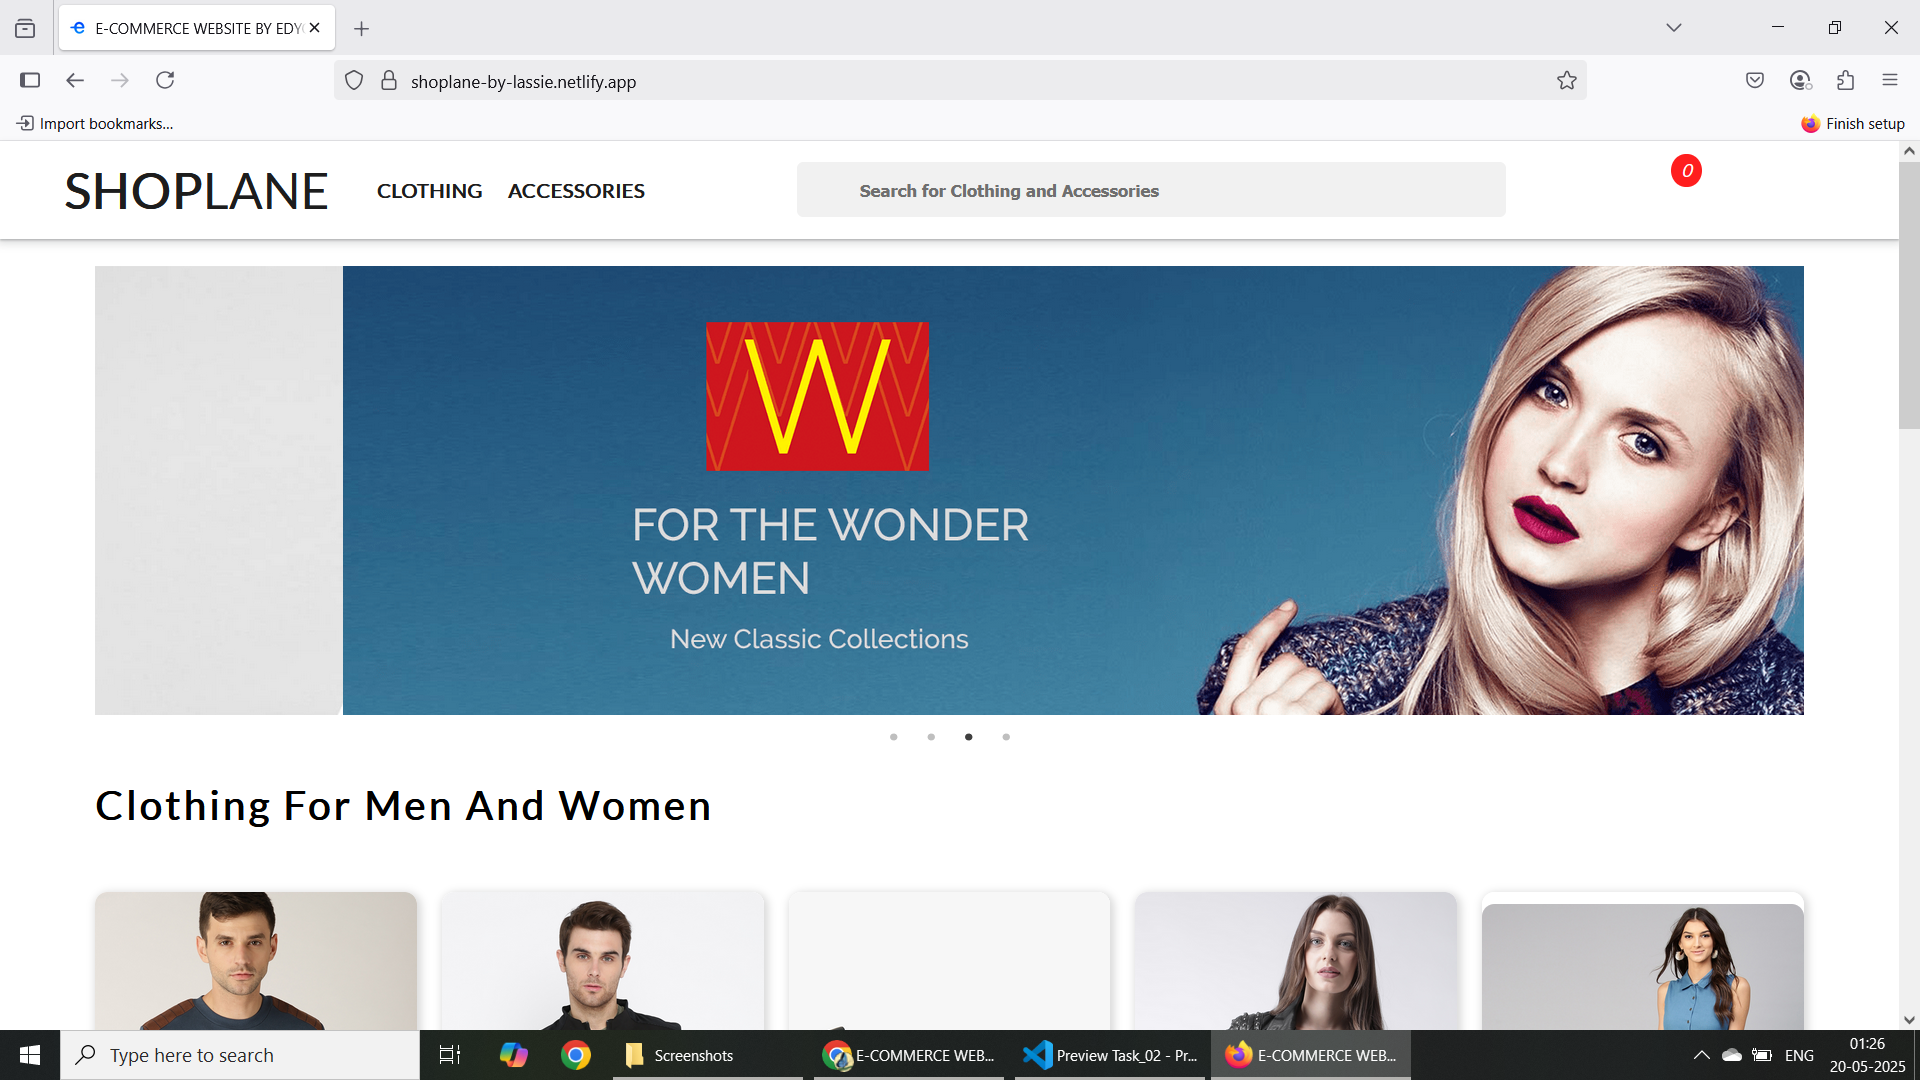 E-COMMERCE WEBSITE BY EDY
shoplane-by-lassie.netlify.app
Import bookmarks...
Finish setup
SHOPLANE
CLOTHING
ACCESSORIES
Search for Clothing and Accessories
0
W
FOR THE WONDER
WOMEN
New Classic Collections
Clothing For Men And Women
Type here to search
Screenshots
E-COMMERCE WEB...
Preview Task_02 - Pr...
E-COMMERCE WEB...
ENG
01:26
20-05-2025